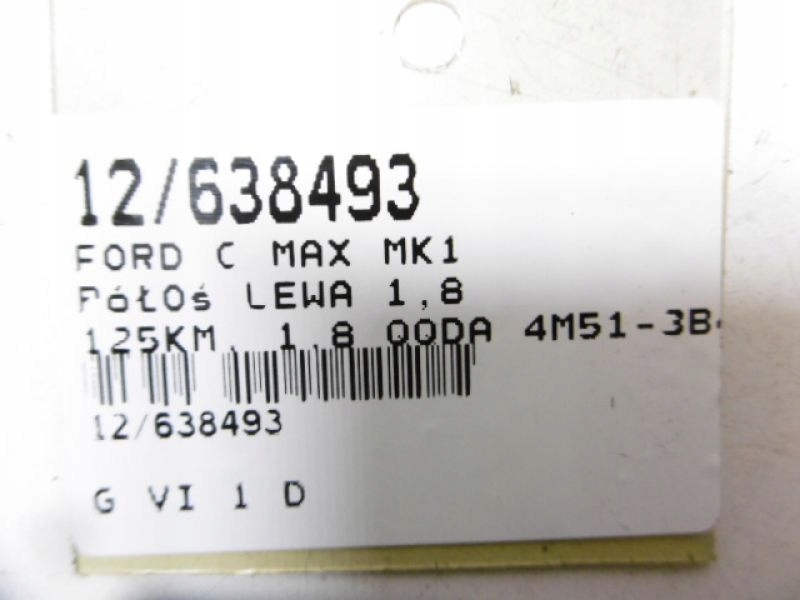 12/638493
FORD C MAX MK1
PÓŁOŚ LEWA 1,8
125KM, 1,8 QQDA 4M51-3B
12/638493
G VI 1 D